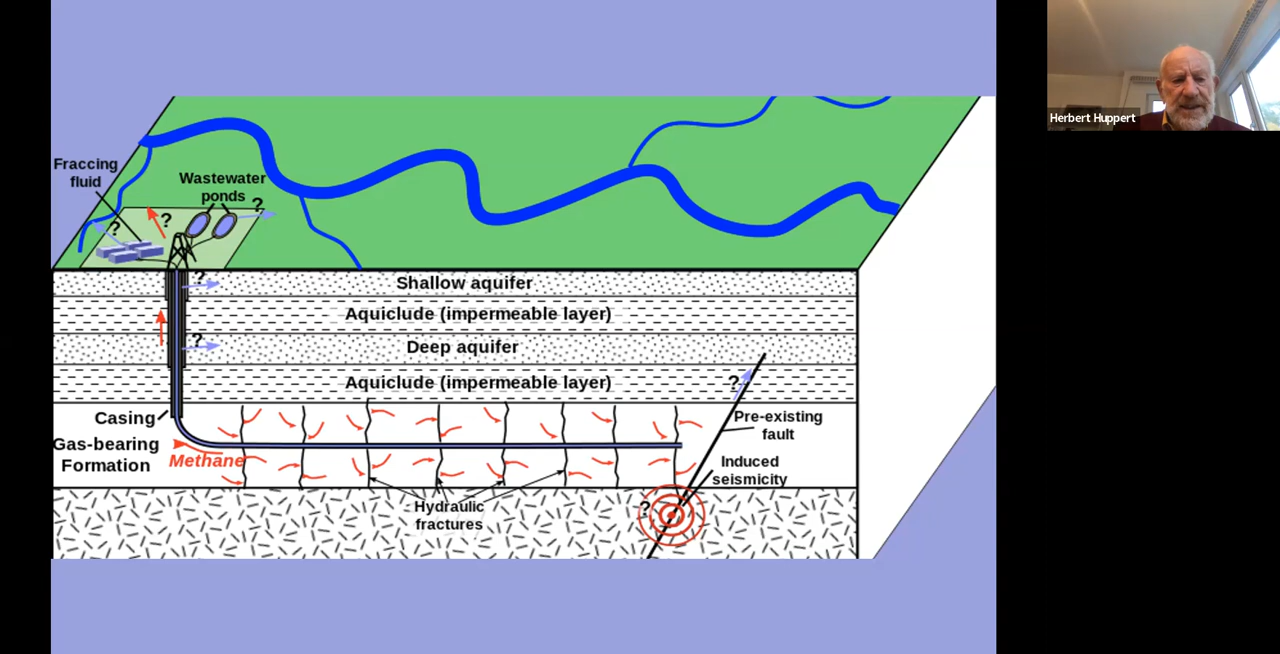 Fraccing
fluid
Wastewater
ponds
?
?
?
?
Shallow aquifer
Aquiclude (impermeable layer)
?
Deep aquifer
Aquiclude (impermeable layer)
?
Casing
Pre-existing
fault
Gas-bearing
Formation
Methane
Induced
seismicity
Hydraulic
fractures
?
Herbert Huppert